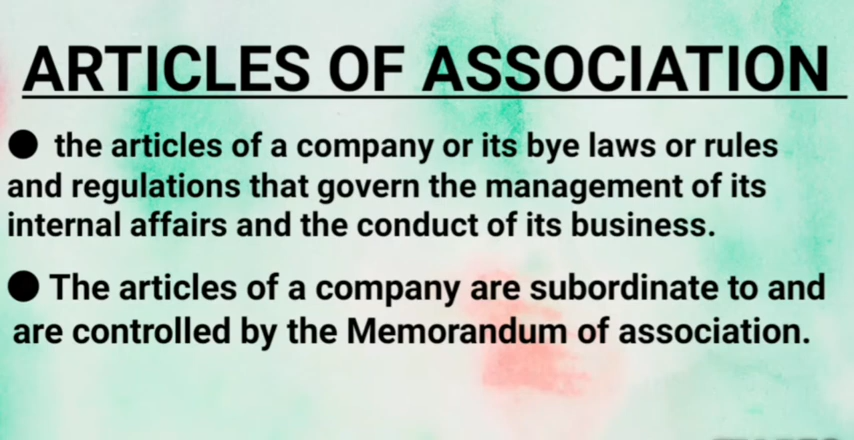 ARTICLES OF ASSOCIATION
● the articles of a company or its bye laws or rules
and regulations that govern the management of its
internal affairs and the conduct of its business.
● The articles of a company are subordinate to and
are controlled by the Memorandum of association.